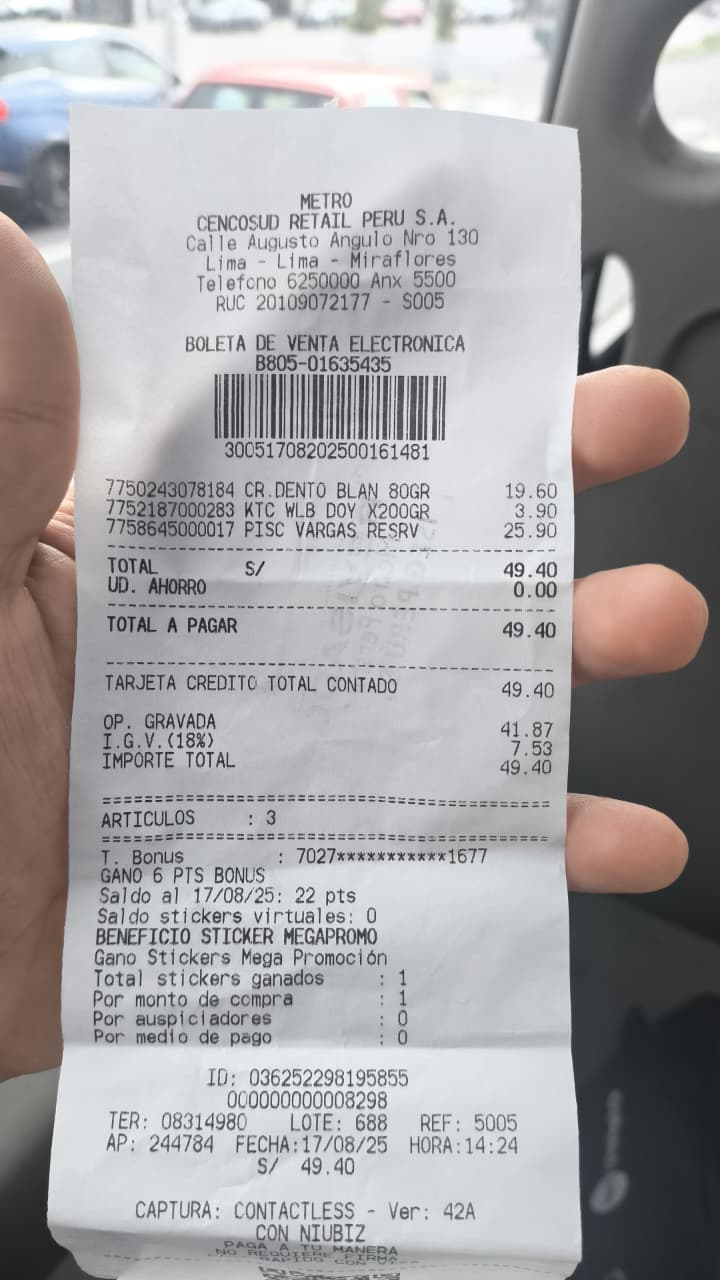 METRO
CENCOSUD RETAIL PERU S.A.
Calle Augusto Angulo Nro 130
Lima - Lima - Miraflores
Telefono 6250000 Anx 5500
RUC 20109072177 - S005
BOLETA DE VENTA ELECTRONICA
B805-01635435
30051708202500161481
7750243078184 CR.DENTO BLAN 80GR 19.60
7752187000283 KTC WLB DOY X200GR 3.90
7758645000017 PISC VARGAS RESRV 25.90
TOTAL S/ 49.40
UD. AHORRO 0.00
TOTAL A PAGAR 49.40
TARJETA CREDITO TOTAL CONTADO 49.40
OP. GRAVADA 41.87
I.G.V.(18%) 7.53
IMPORTE TOTAL 49.40
ARTICULOS : 3
T. Bonus : 7027***********1677
GANO 6 PTS BONUS
Saldo al 17/08/25: 22 pts
Saldo stickers virtuales: 0
BENEFICIO STICKER MEGAPROMO
Gano Stickers Mega Promoción
Total stickers ganados : 1
Por monto de compra : 1
Por auspiciadores : 0
Por medio de pago : 0
ID: 036252298195855
000000000008298
TER: 08314980 LOTE: 688 REF: 5005
AP: 244784 FECHA:17/08/25 HORA:14:24
S/ 49.40
CAPTURA: CONTACTLESS - Ver: 42A
CON NIUBIZ
PAGA A TU MANERA
NO REQUIERE FIRMA
RAPIDO CON